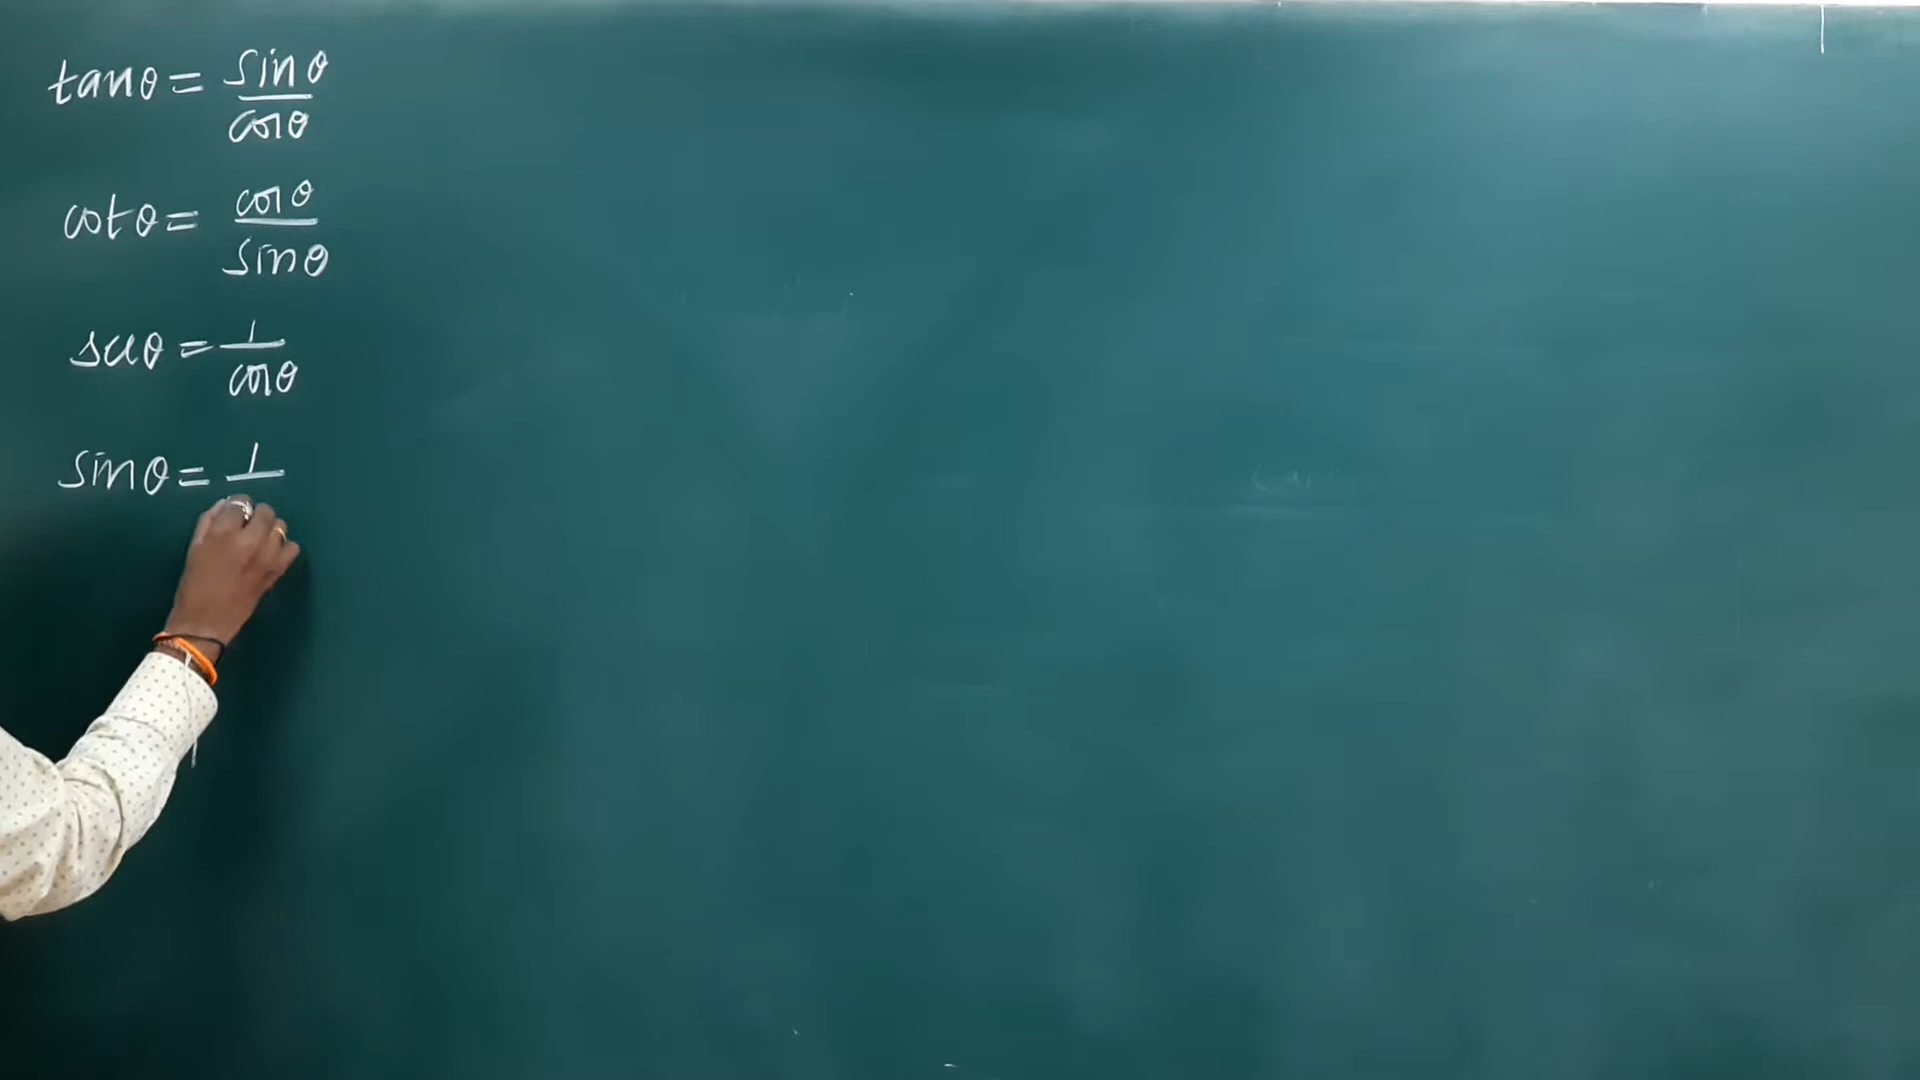 tanθ = sinθ/cosθ
cotθ = cosθ/sinθ
secθ = 1/cosθ
sinθ = 1/